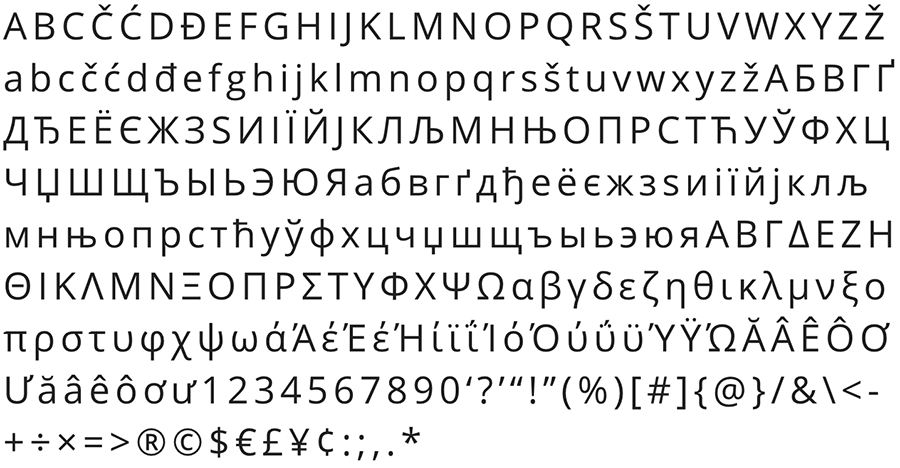 ABCČĆDĐEFGHIJKLMNOPQRSŠTUVWXYZŽ
abcčćdđefghijklmnopqrsštuvwxyzžАБВГҐ
ДЂЕЁЄЖЗЅИІЇЙЈКЛЉМНЊОПРСТЋУЎФХЦ
ЧЏШЩЪЫЬЭЮЯабвгґдђеёєжзѕиіїйјклљ
мнњопрстћуўфхцчџшщъыьэюяΑΒΓΔΕΖΗ
ΘΙΚΛΜΝΞΟΠΡΣΤΥΦΧΨΩαβγδεζηθικλμνξο
πρστυφχψωάΆέΈέΉίϊΐΊόΌύΰϋΎΫΏĂÂÊÔƠ
Ưăâêôơư1234567890‘?’“!”(%)[#]{@}/&\<-
+÷×=>®©$€£¥¢:;,.*